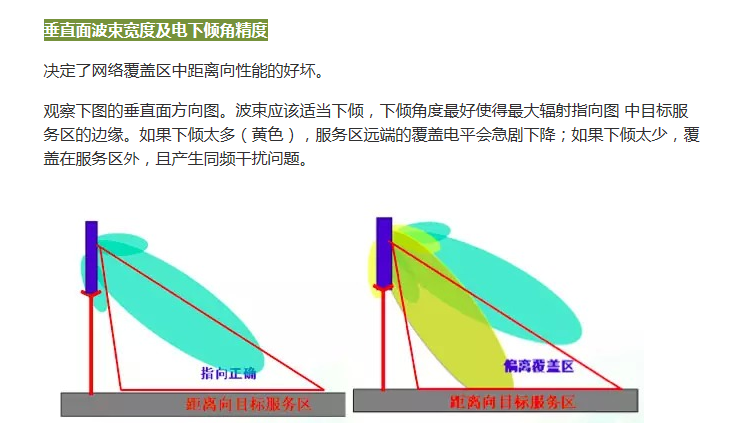 垂直面波束宽度及电下倾角精度
决定了网络覆盖区中距离向性能的好坏。
观察下图的垂直面方向图。波束应该适当下倾，下倾角度最好使得最大辐射指向图 中目标服
务区的边缘。如果下倾太多（黄色），服务区远端的覆盖电平会急剧下降；如果下倾太少，覆
盖在服务区外，且产生同频干扰问题。
指向正确
距离向目标服务区
偏离覆盖区
距离向目标服务区